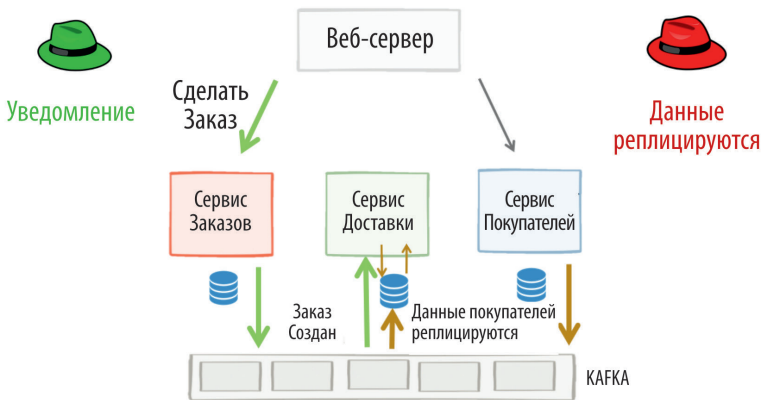 Веб-сервер
Уведомление
Сделать
Заказ
Данные
реплицируются
Сервис
Заказов
Сервис
Доставки
Сервис
Покупателей
Заказ
Создан
Данные покупателей
реплицируются
KAFKA